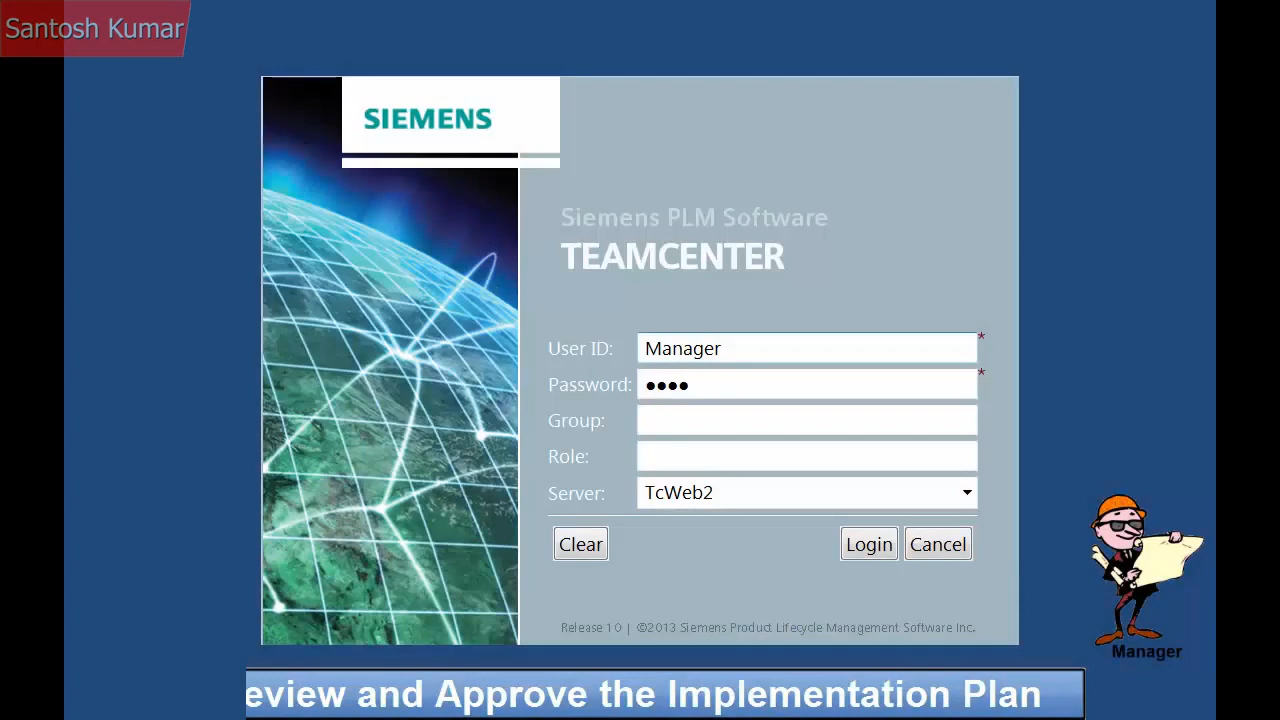 Santosh Kumar
SIEMENS
Siemens PLM Software
TEAMCENTER
User ID: Manager *
Password: ●●●● *
Group:
Role:
Server: TcWeb2
Clear Login Cancel
Release 10 | ©2013 Siemens Product Lifecycle Management Software Inc.
Manager
eview and Approve the Implementation Plan